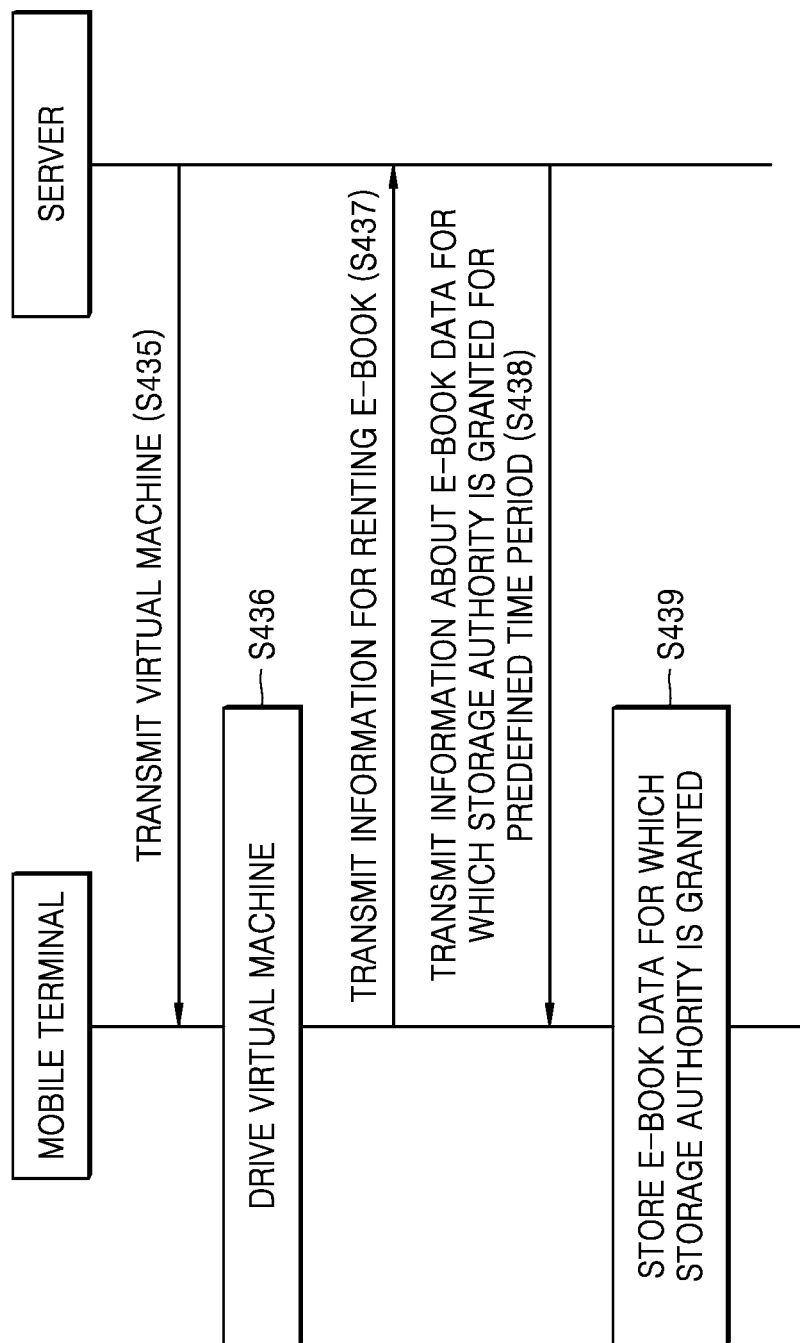 MOBILE TERMINAL
SERVER
TRANSMIT VIRTUAL MACHINE (S435)
DRIVE VIRTUAL MACHINE
S436
TRANSMIT INFORMATION FOR RENTING E-BOOK (S437)
TRANSMIT INFORMATION ABOUT E-BOOK DATA FOR
WHICH STORAGE AUTHORITY IS GRANTED FOR
PREDEFINED TIME PERIOD (S438)
STORE E-BOOK DATA FOR WHICH
STORAGE AUTHORITY IS GRANTED
S439